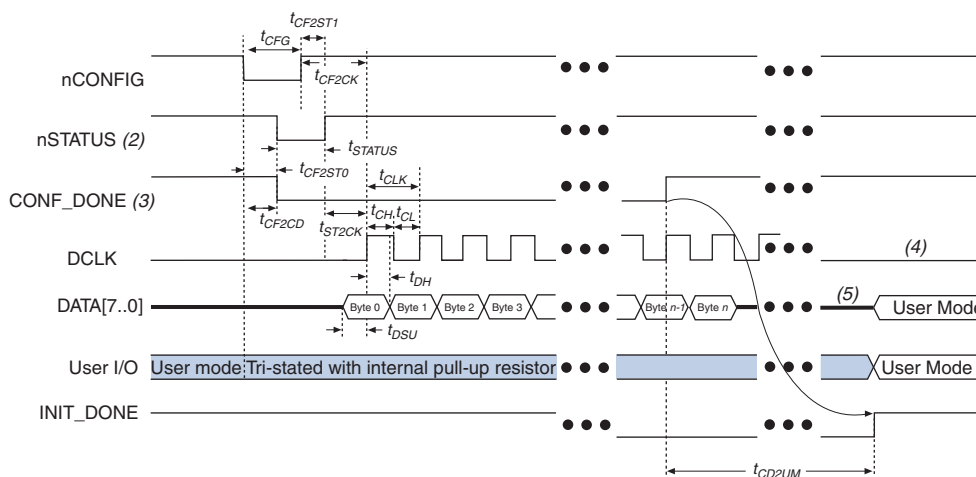 tCF2ST1
tCFG
nCONFIG
tCF2CK
nSTATUS (2)
tSTATUS
tCF2ST0
tCLK
CONF_DONE (3)
tCF2CD
tST2CK
tCH
tCL
DCLK
(4)
tDH
DATA[7..0]
Byte 0
Byte 1
Byte 2
Byte 3
Byte n-1
Byte n
(5)
User Mode
tDSU
User I/O
User mode
Tri-stated with internal pull-up resistor
User Mode
INIT_DONE
tCD2UM